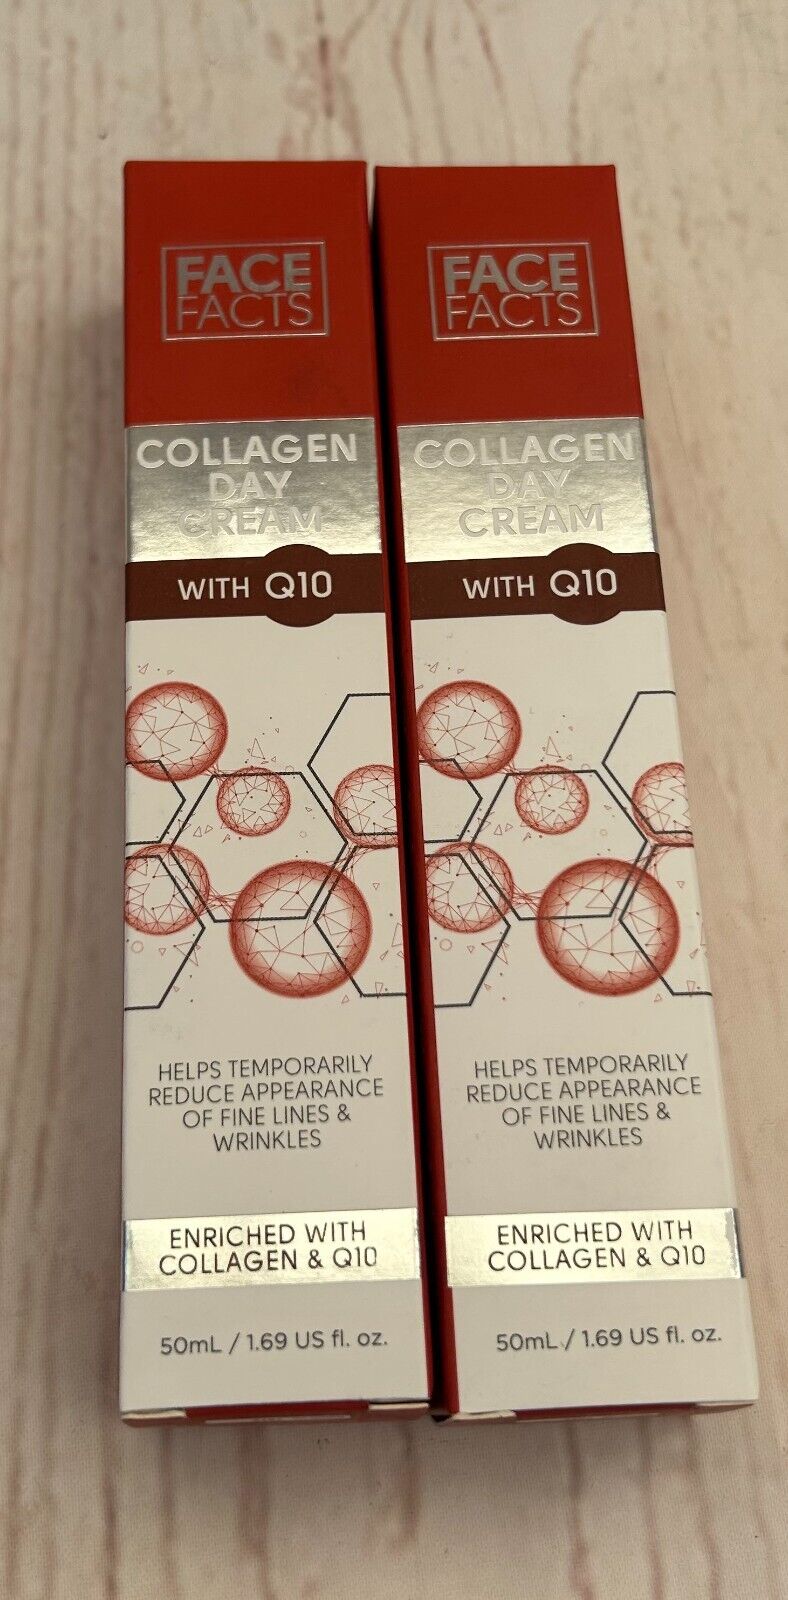 FACE
FACTS
COLLAGEN
DAY
CREAM
WITH Q10
HELPS TEMPORARILY
REDUCE APPEARANCE
OF FINE LINES &
WRINKLES
ENRICHED WITH
COLLAGEN & Q10
50mL / 1.69 US fl. oz.
FACE
FACTS
COLLAGEN
DAY
CREAM
WITH Q10
HELPS TEMPORARILY
REDUCE APPEARANCE
OF FINE LINES &
WRINKLES
ENRICHED WITH
COLLAGEN & Q10
50mL / 1.69 US fl. oz.